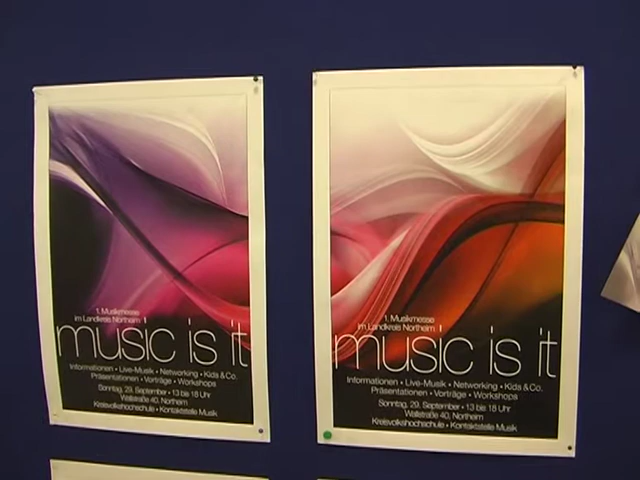 1. Musikmesse
im Landkreis Northeim
music is it
Informationen • Live-Musik • Networking • Kids & Co.
Präsentationen • Vorträge • Workshops
Sonntag, 29. September • 13 bis 18 Uhr
Wallstraße 40, Northeim
Kreisvolkshochschule • Kontaktstelle Musik
1. Musikmesse
im Landkreis Northeim
music is it
Informationen • Live-Musik • Networking • Kids & Co.
Präsentationen • Vorträge • Workshops
Sonntag, 29. September • 13 bis 18 Uhr
Wallstraße 40, Northeim
Kreisvolkshochschule • Kontaktstelle Musik